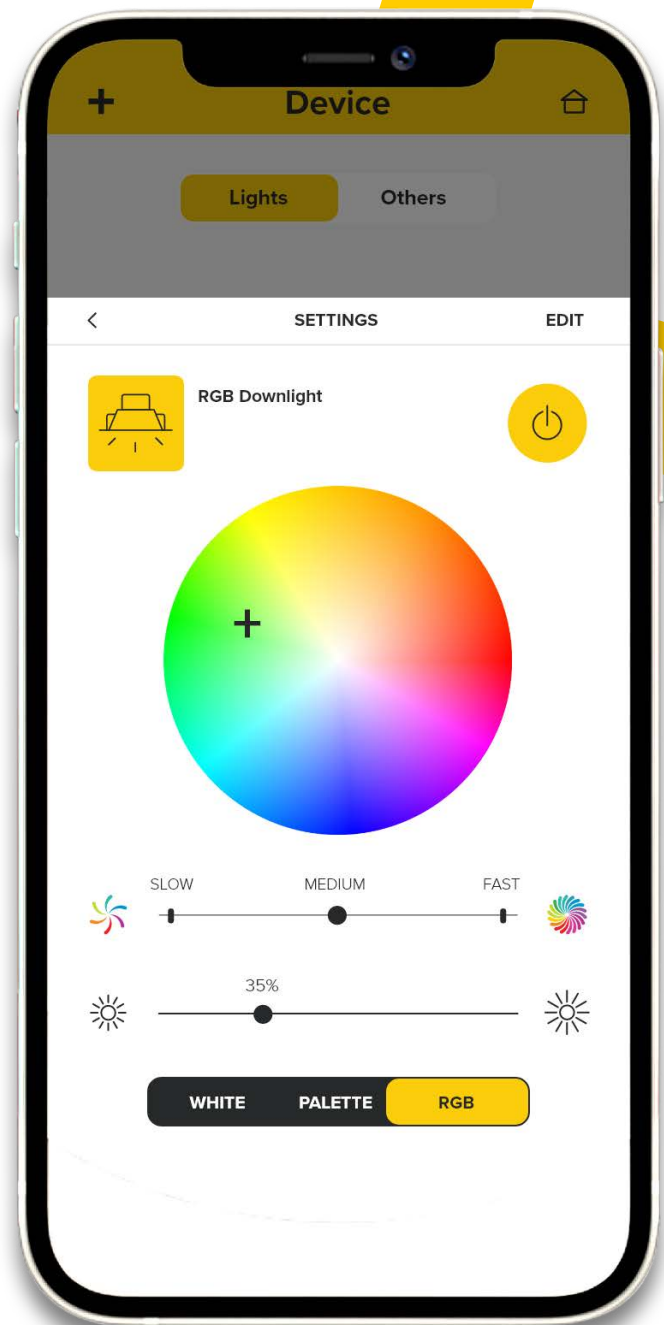 Device
Lights Others
SETTINGS EDIT
RGB Downlight
SLOW MEDIUM FAST
35%
WHITE PALETTE RGB